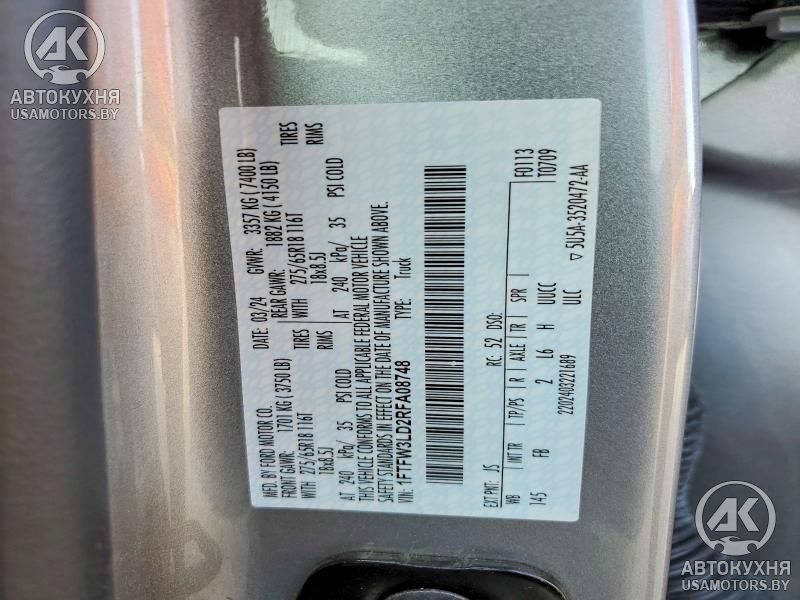 AK
АВТОКУХНЯ
USAMOTORS.BY
MFD. BY FORD MOTOR CO.
DATE: 03/24 GVWR: 3357 KG ( 7400 LB)
FRONT GAWR: 1701 KG ( 3750 LB) REAR GAWR: 1882 KG ( 4150 LB)
275/65R18 116T TIRES WITH 275/65R18 116T TIRES
18x8.5J RIMS 18x8.5J RIMS
AT 240 kPa/ 35 PSI COLD AT 240 kPa/ 35 PSI COLD
THIS VEHICLE CONFORMS TO ALL APPLICABLE FEDERAL MOTOR VEHICLE
SAFETY STANDARDS IN EFFECT ON THE DATE OF MANUFACTURE SHOWN ABOVE.
VIN: 1FTFW3LD2RFA08748 Truck
F0113
T0709
EXT PNT: JS RC: 52 DSO:
WB INT TR TP/PS R AXLE TR SPR
145 FB 2 L6 H UUCC
2202403221689 ULC
▽ 5U5A-3520472-AA
AK
АВТОКУХНЯ
USAMOTORS.BY